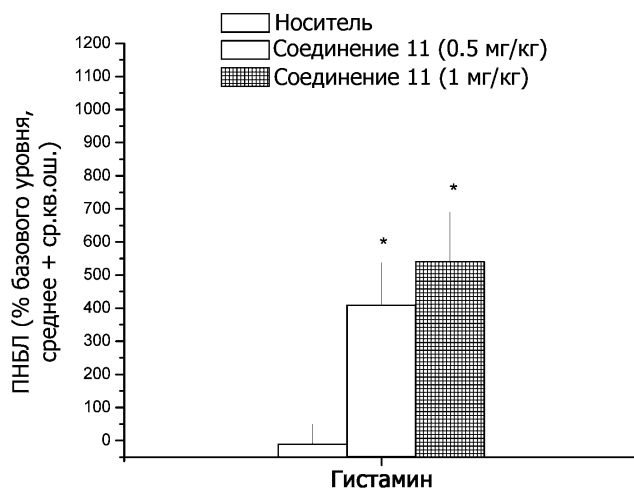 Носитель
Соединение 11 (0.5 мг/кг)
Соединение 11 (1 мг/кг)
1200
1100
1000
900
800
700
600
500
400
300
200
100
0
ПНБЛ (% базового уровня,
среднее + ср.кв.ош.)
*
*
Гистамин